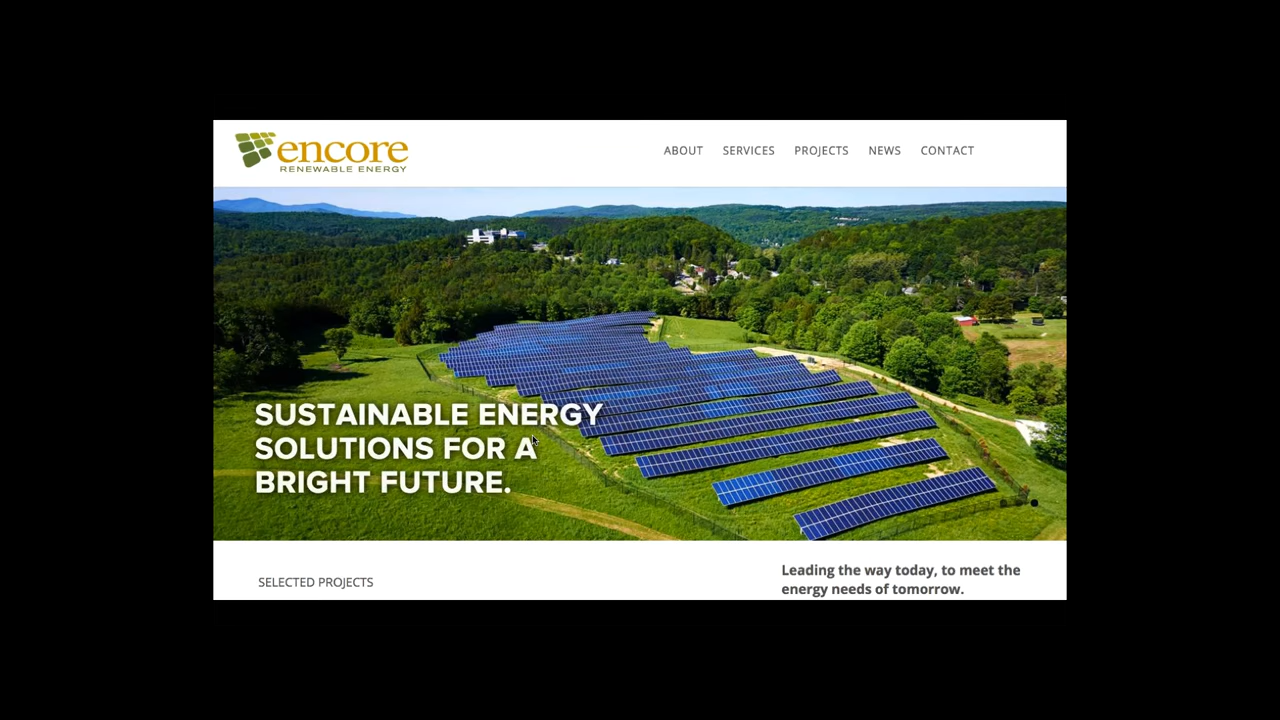 encore
RENEWABLE ENERGY
ABOUT SERVICES PROJECTS NEWS CONTACT
SUSTAINABLE ENERGY
SOLUTIONS FOR A
BRIGHT FUTURE.
SELECTED PROJECTS
Leading the way today, to meet the
energy needs of tomorrow.